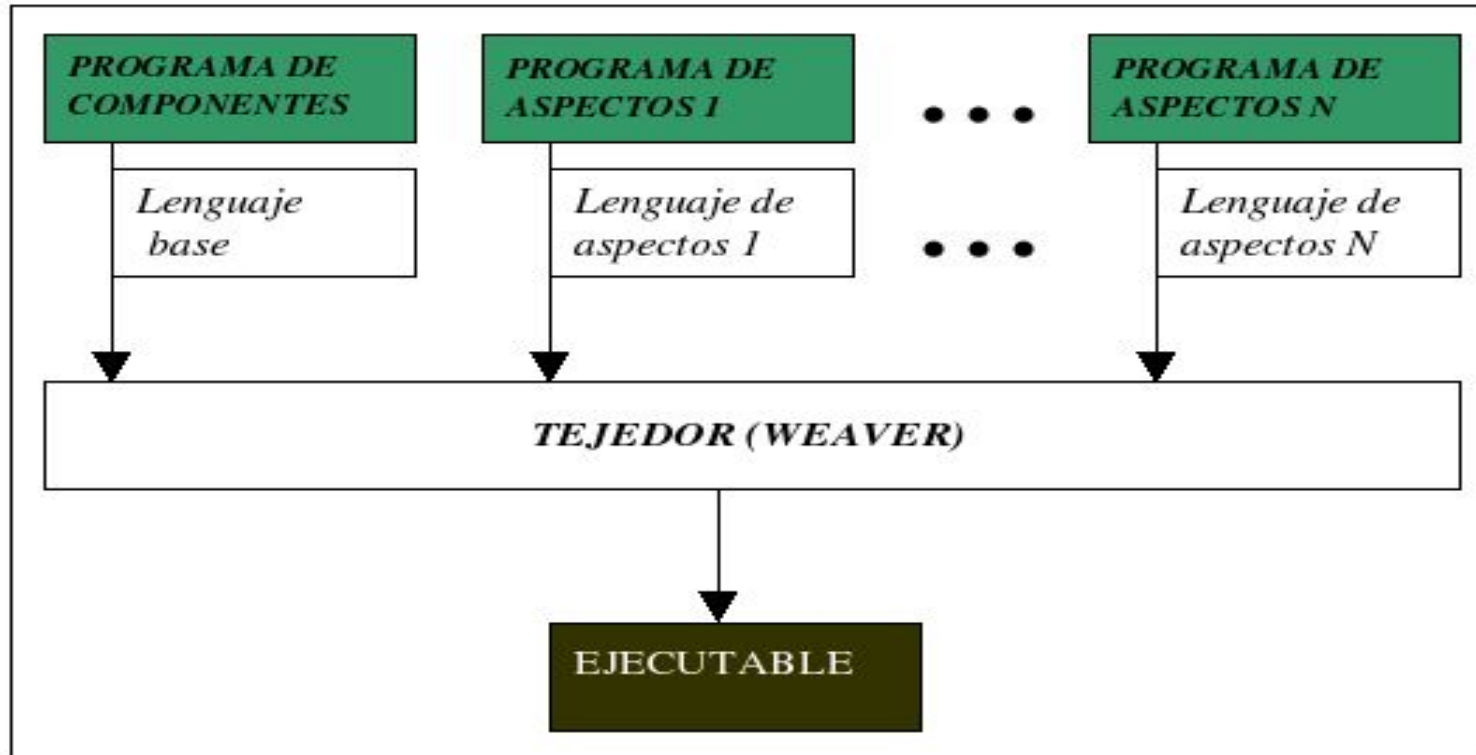 PROGRAMA DE
COMPONENTES
PROGRAMA DE
ASPECTOS 1
PROGRAMA DE
ASPECTOS N
Lenguaje
base
Lenguaje de
aspectos 1
Lenguaje de
aspectos N
TEJEDOR (WEAVER)
EJECUTABLE